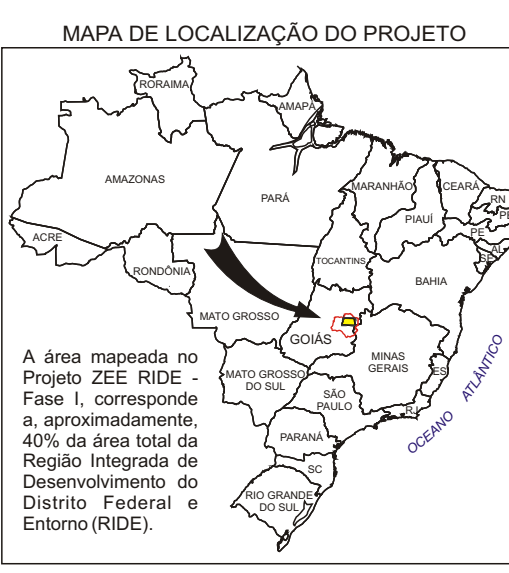 MAPA DE LOCALIZAÇÃO DO PROJETO
RORAIMA
AMAPÁ
AMAZONAS
PARÁ
MARANHÃO
CEARÁ
RN
PIAUÍ
PE
ACRE
PE
AL
SE
RONDÔNIA
TOCANTINS
BAHIA
MATO GROSSO
GOIÁS
MINAS
GERAIS
ES
MATO GROSSO
DO SUL
SÃO
PAULO
RJ
OCEANO ATLÂNTICO
PARANÁ
SC
RIO GRANDE
DO SUL
A área mapeada no
Projeto ZEE RIDE -
Fase I, corresponde
a, aproximadamente,
40% da área total da
Região Integrada de
Desenvolvimento do
Distrito Federal e
Entorno (RIDE).